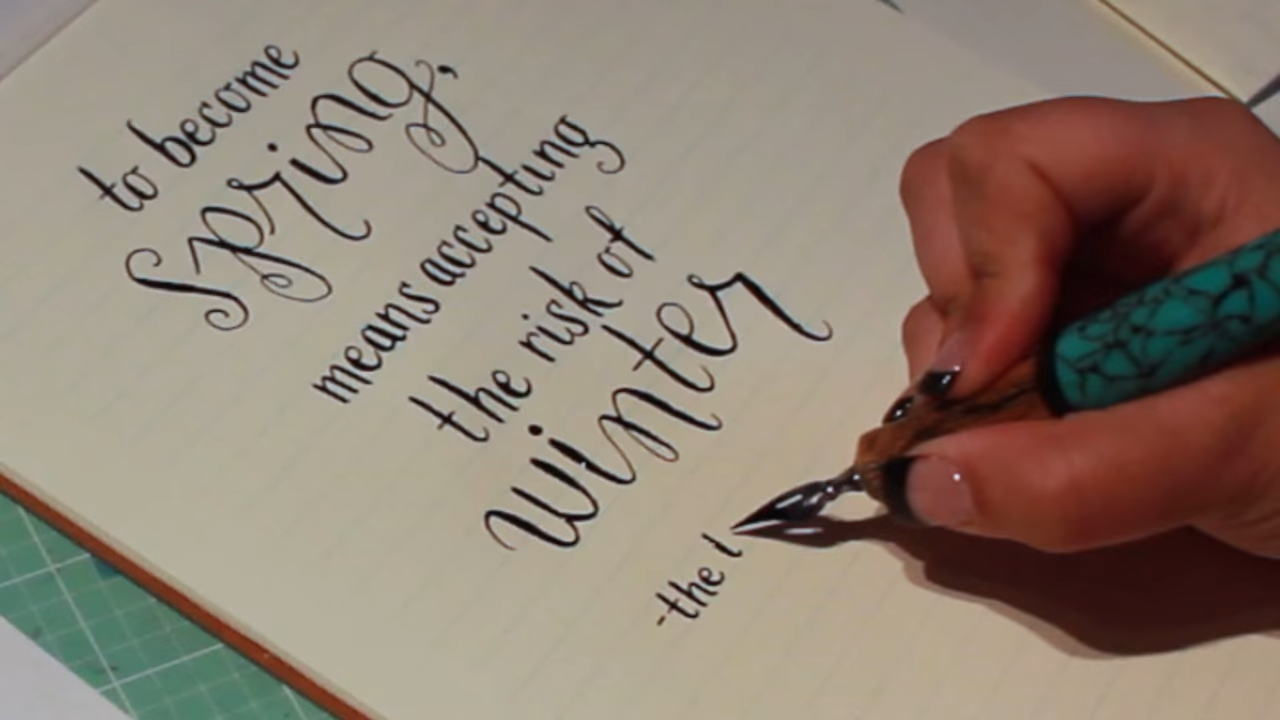 to become
Spring,
means accepting
the risk of
winter
-the